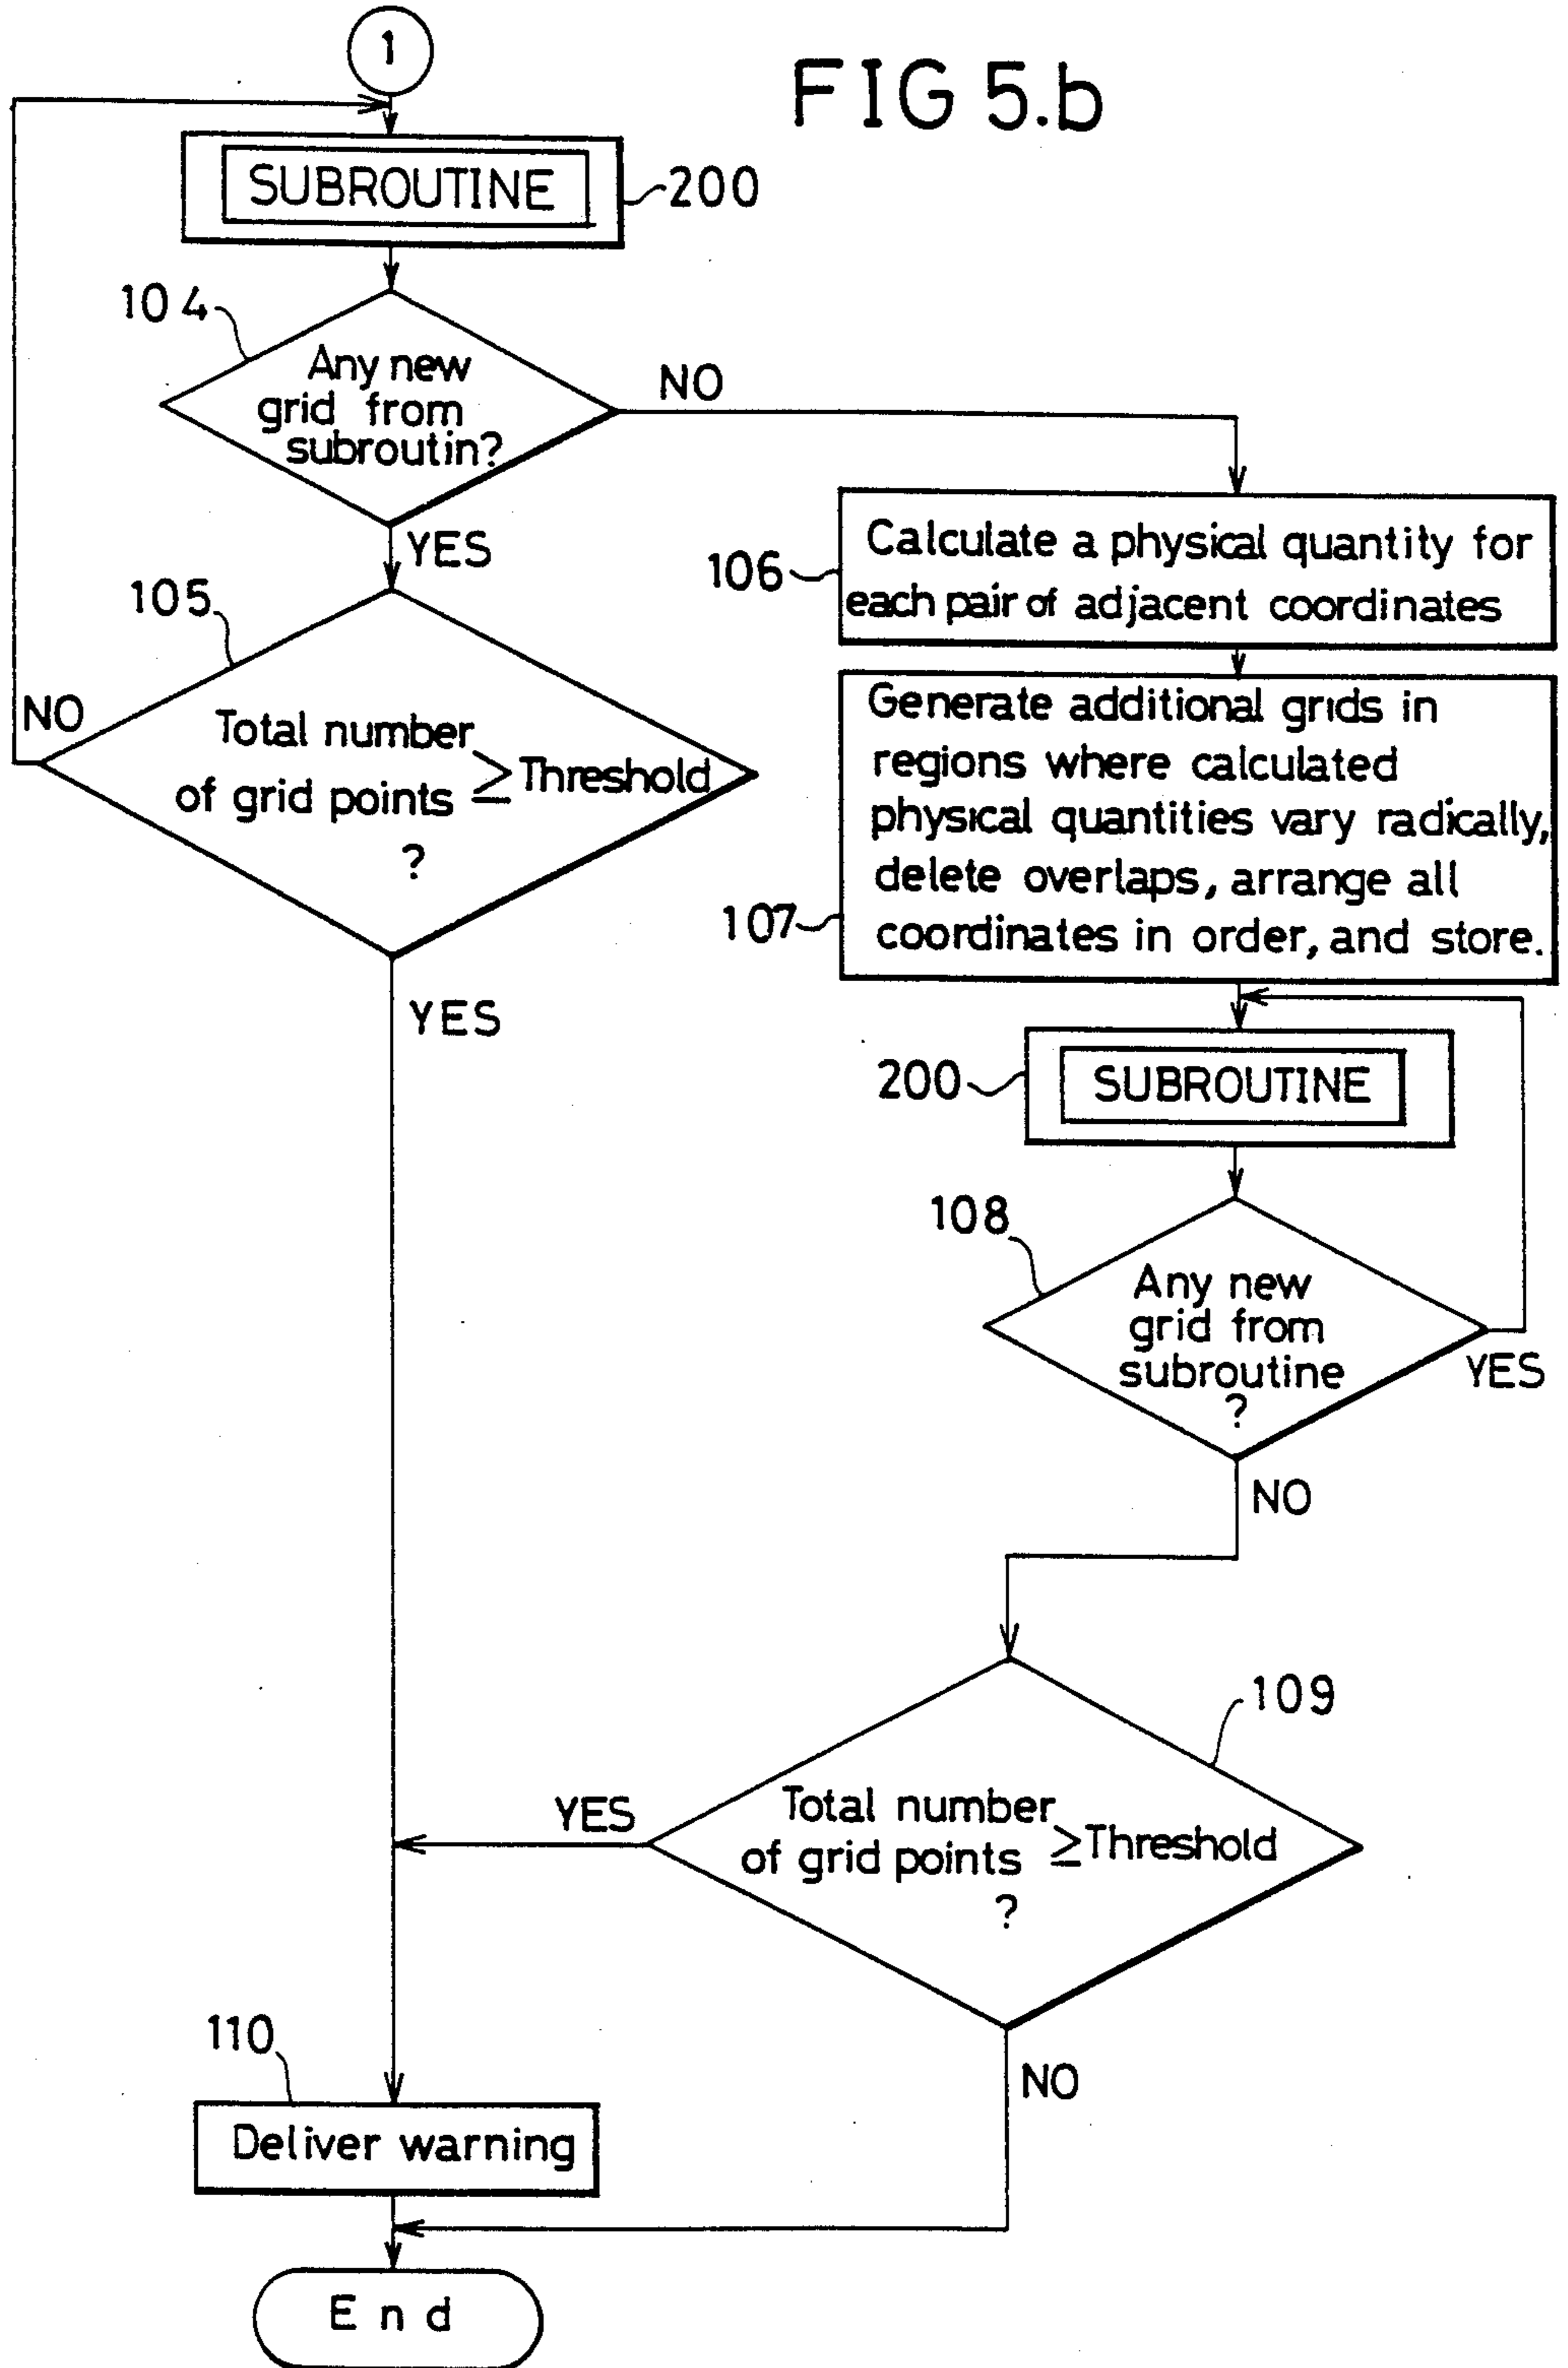 1
FIG 5.b
SUBROUTINE
200
104
Any new
grid from
subroutin?
NO
YES
Calculate a physical quantity for
each pair of adjacent coordinates
106
105
NO
Total number
of grid points ≥ Threshold
?
YES
Generate additional grids in
regions where calculated
physical quantities vary radically,
delete overlaps, arrange all
coordinates in order, and store.
107
SUBROUTINE
200
108
Any new
grid from
subroutine
?
YES
NO
109
Total number
of grid points ≥ Threshold
?
YES
NO
110
Deliver warning
End